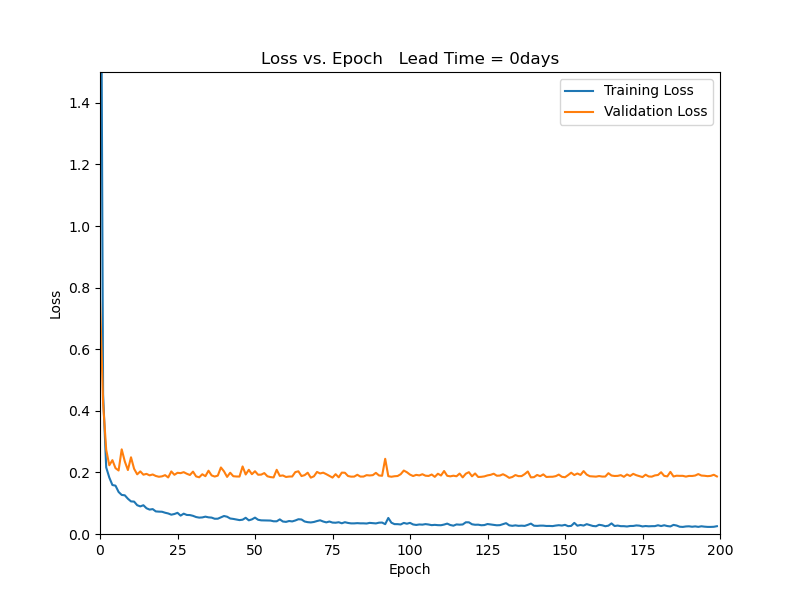 Loss vs. Epoch   Lead Time = 0days
Training Loss
Validation Loss
1.4
1.2
1.0
0.8
0.6
0.4
0.2
0.0
Loss
0 25 50 75 100 125 150 175 200
Epoch